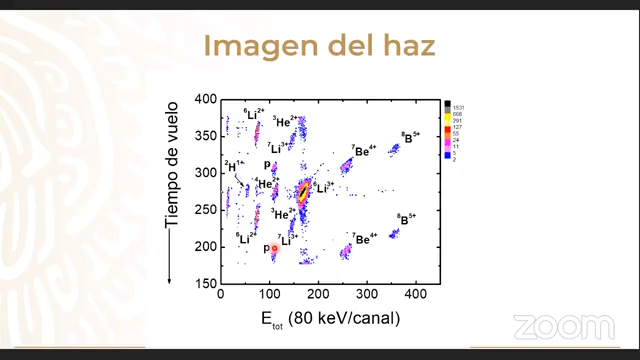 Imagen del haz
Tiempo de vuelo
400
350
300
250
200
150
0
100
200
300
400
E_tot (80 keV/canal)
⁶Li²⁺
³He²⁺
⁷Li³⁺
p
²H¹⁺
⁴He²⁺
⁶Li³⁺
⁷Be⁴⁺
⁸B⁵⁺
³He²⁺
⁶Li²⁺
⁷Li³⁺
p
⁷Be⁴⁺
⁸B⁵⁺
1531
668
291
127
55
24
11
5
2
zoom